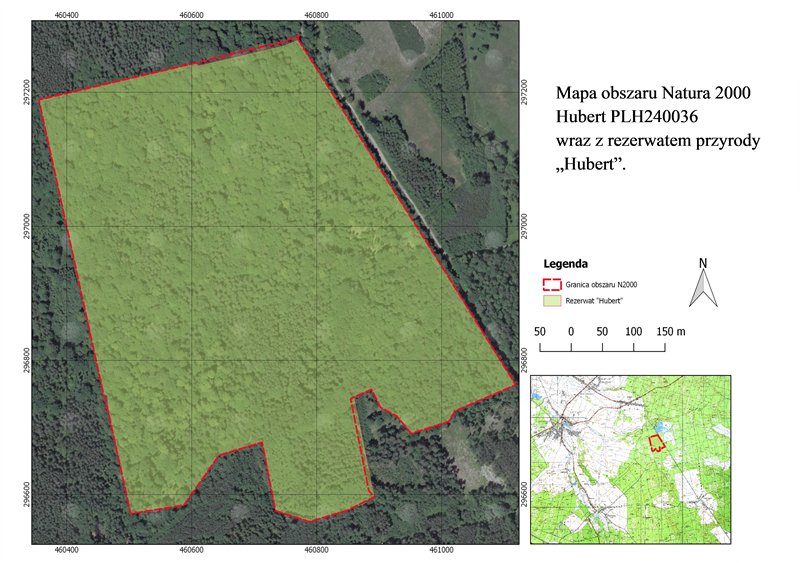 460400 460600 460800 461000
Mapa obszaru Natura 2000
Hubert PLH240036
wraz z rezerwatem przyrody
„Hubert”.
297200 297200
297000 297000
296800 296800
296600 296600
Legenda
Granica obszaru N2000
Rezerwat "Hubert"
N
50 0 50 100 150 m
460400 460600 460800 461000